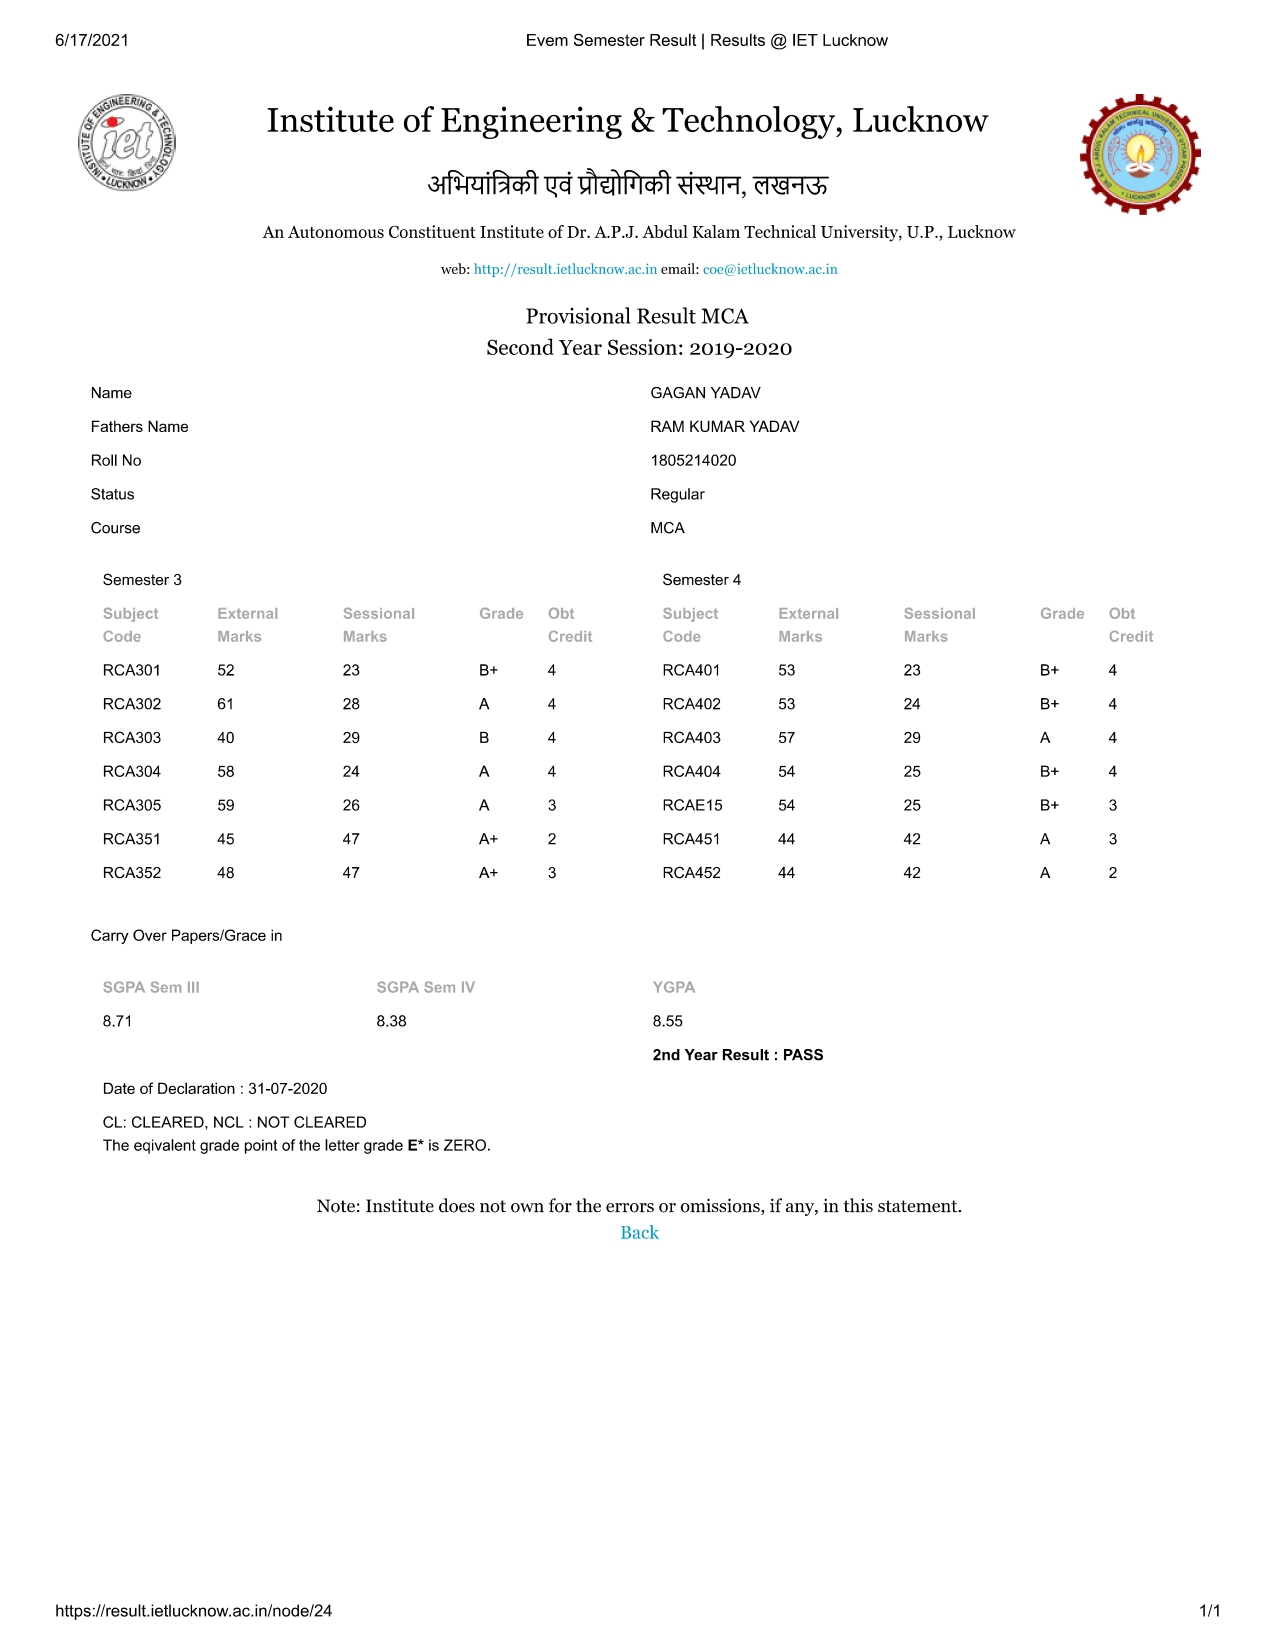 6/17/2021 Evem Semester Result | Results @ IET Lucknow
INSTITUTE OF ENGINEERING & TECHNOLOGY
iet
LUCKNOW
Institute of Engineering & Technology, Lucknow
अभियांत्रिकी एवं प्रौद्योगिकी संस्थान, लखनऊ
LUCKNOW
An Autonomous Constituent Institute of Dr. A.P.J. Abdul Kalam Technical University, U.P., Lucknow
web: http://result.ietlucknow.ac.in email: coe@ietlucknow.ac.in
Provisional Result MCA
Second Year Session: 2019-2020
Name GAGAN YADAV
Fathers Name RAM KUMAR YADAV
Roll No 1805214020
Status Regular
Course MCA
Semester 3 Semester 4
Subject External Sessional Grade Obt Subject External Sessional Grade Obt
Code Marks Marks Credit Code Marks Marks Credit
RCA301 52 23 B+ 4 RCA401 53 23 B+ 4
RCA302 61 28 A 4 RCA402 53 24 B+ 4
RCA303 40 29 B 4 RCA403 57 29 A 4
RCA304 58 24 A 4 RCA404 54 25 B+ 4
RCA305 59 26 A 3 RCAE15 54 25 B+ 3
RCA351 45 47 A+ 2 RCA451 44 42 A 3
RCA352 48 47 A+ 3 RCA452 44 42 A 2
Carry Over Papers/Grace in
SGPA Sem III SGPA Sem IV YGPA
8.71 8.38 8.55
2nd Year Result : PASS
Date of Declaration : 31-07-2020
CL: CLEARED, NCL : NOT CLEARED
The eqivalent grade point of the letter grade E* is ZERO.
Note: Institute does not own for the errors or omissions, if any, in this statement.
Back
https://result.ietlucknow.ac.in/node/24 1/1